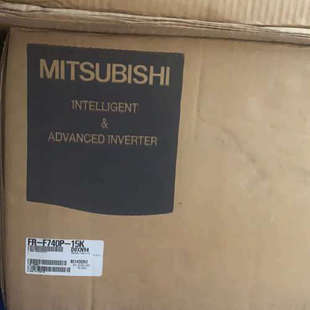 MITSUBISHI
INTELLIGENT
&
ADVANCED INVERTER
FR-F740P-15K